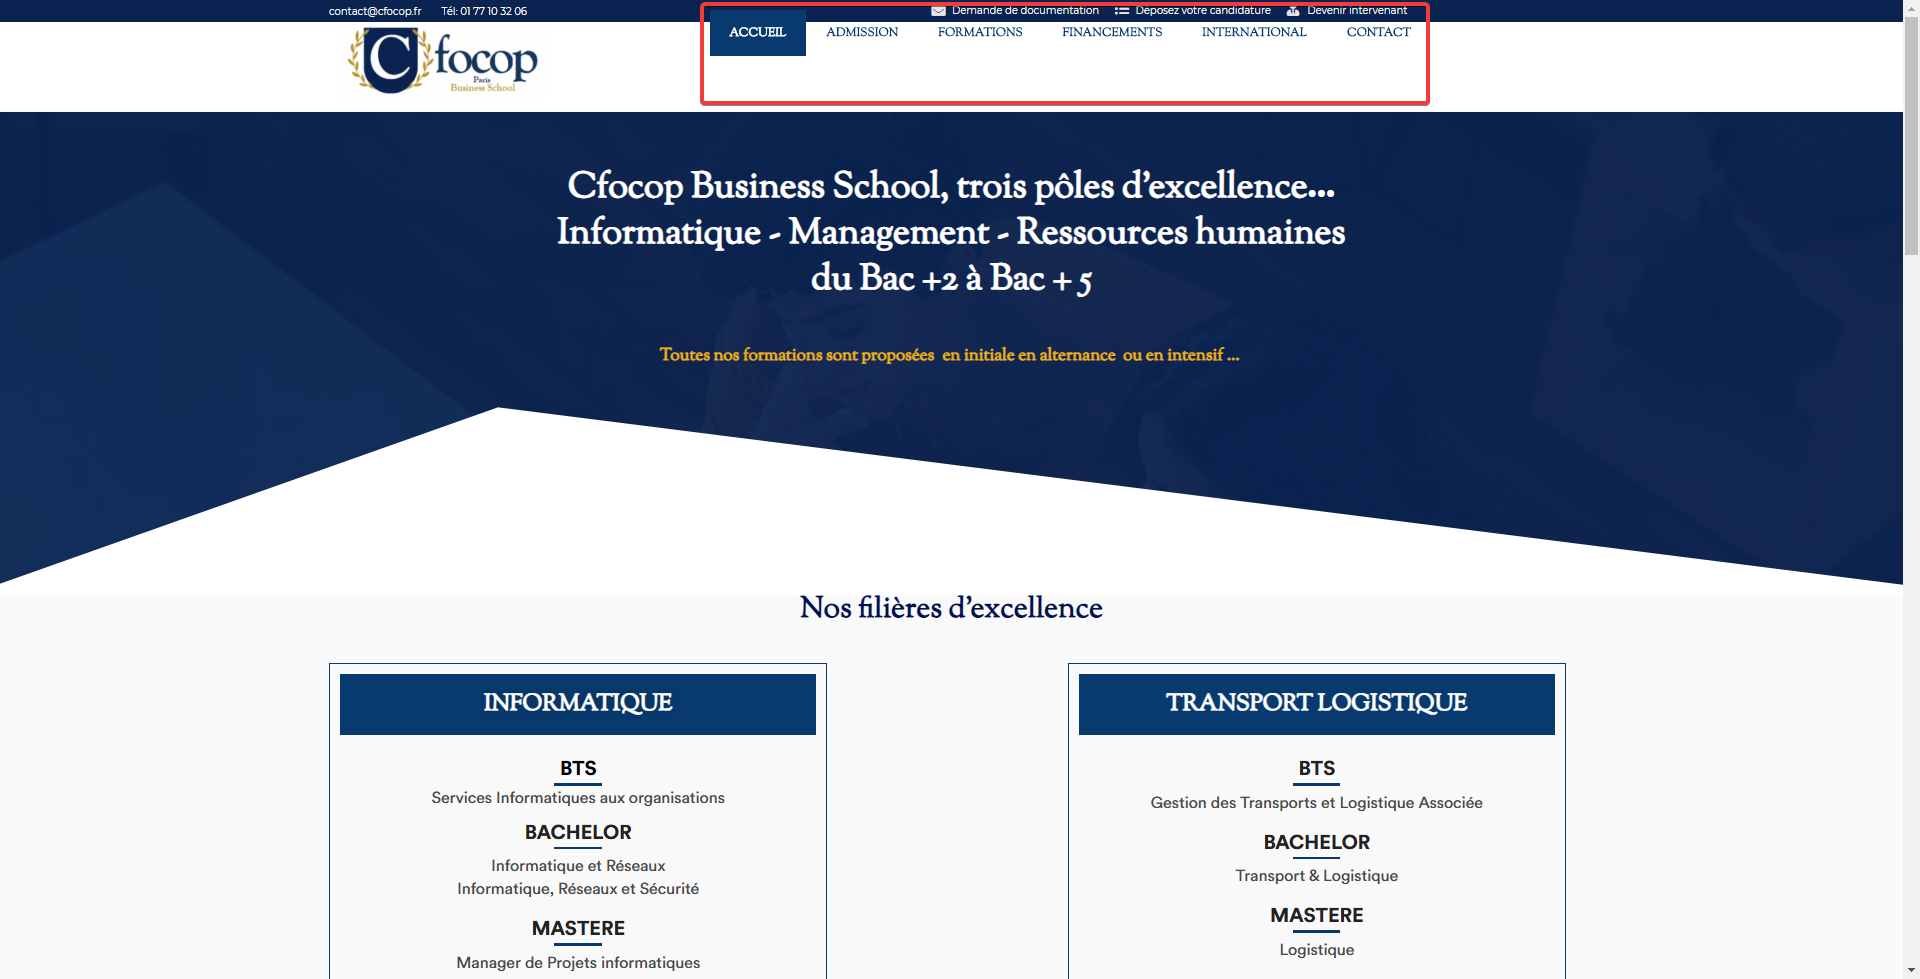 contact@cfocop.fr Tél: 01 77 10 32 06 Demande de documentation Déposez votre candidature Devenir intervenant
ACCUEIL ADMISSION FORMATIONS FINANCEMENTS INTERNATIONAL CONTACT
C focop
Paris
Business School
Cfocop Business School, trois pôles d'excellence...
Informatique - Management - Ressources humaines
du Bac +2 à Bac + 5
Toutes nos formations sont proposées en initiale en alternance ou en intensif ...
Nos filières d'excellence
INFORMATIQUE
BTS
Services Informatiques aux organisations
BACHELOR
Informatique et Réseaux
Informatique, Réseaux et Sécurité
MASTERE
Manager de Projets informatiques
TRANSPORT LOGISTIQUE
BTS
Gestion des Transports et Logistique Associée
BACHELOR
Transport & Logistique
MASTERE
Logistique